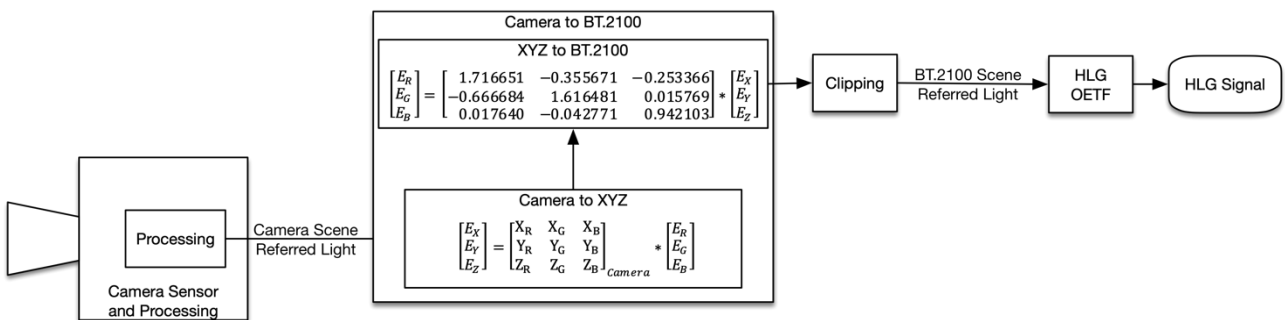 Camera to BT.2100
XYZ to BT.2100
[E_R E_G E_B] = [1.716651 −0.355671 −0.253366
−0.666684 1.616481 0.015769
0.017640 −0.042771 0.942103] * [E_X E_Y E_Z]
Clipping
BT.2100 Scene
Referred Light
HLG
OETF
HLG Signal
Camera to XYZ
[E_X E_Y E_Z] = [X_R X_G X_B
Y_R Y_G Y_B
Z_R Z_G Z_B]_Camera * [E_R E_G E_B]
Processing
Camera Scene
Referred Light
Camera Sensor
and Processing